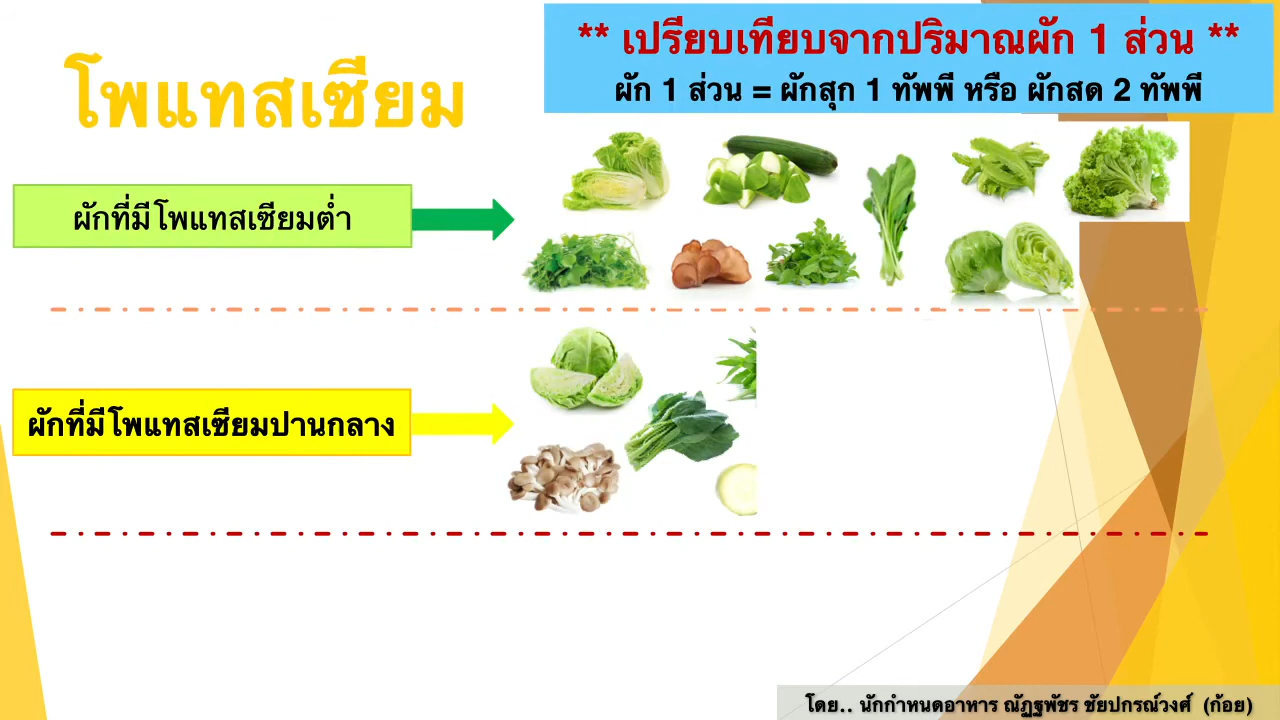 ** เปรียบเทียบจากปริมาณผัก 1 ส่วน **
ผัก 1 ส่วน = ผักสุก 1 ทัพพี หรือ ผักสด 2 ทัพพี
โพแทสเซียม
ผักที่มีโพแทสเซียมต่ำ
ผักที่มีโพแทสเซียมปานกลาง
โดย.. นักกำหนดอาหาร ณัฏฐพัชร ชัยปกรณ์วงศ์ (ก้อย)